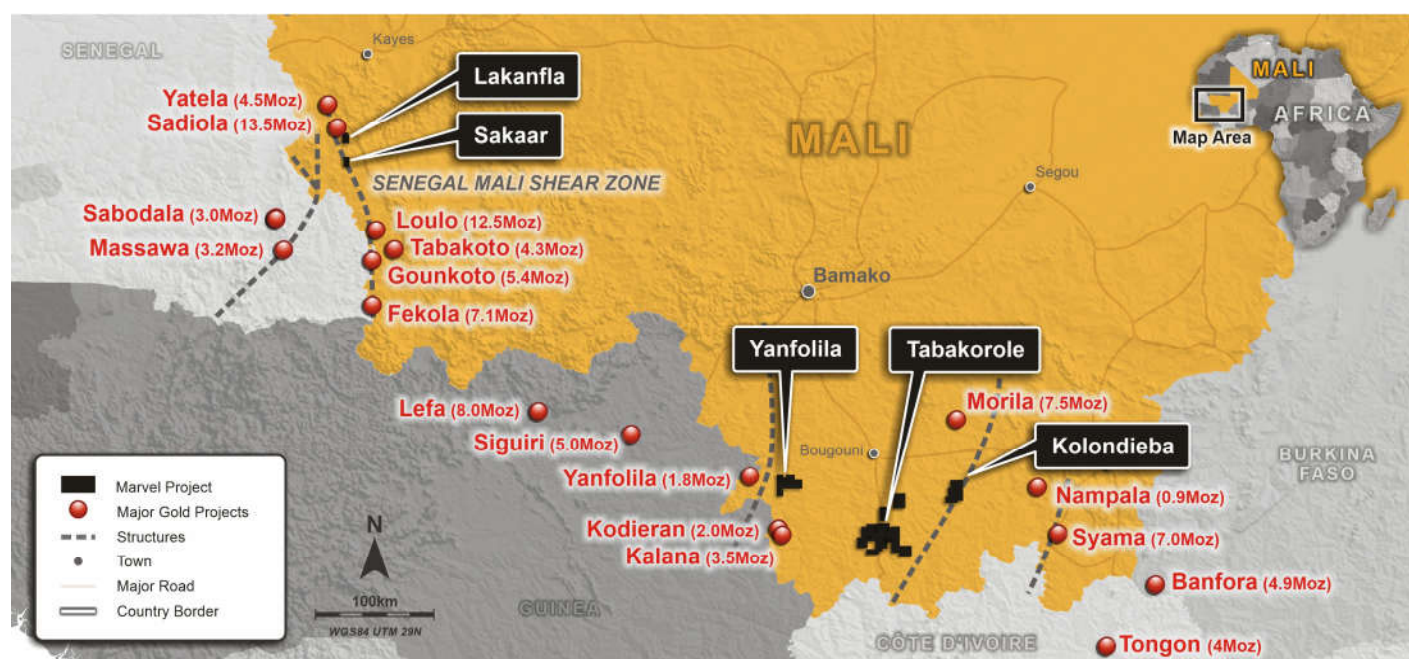 SENEGAL
Kayes
Lakanfla
Yatela (4.5Moz)
Sadiola (13.5Moz)
Sakaar
SENEGAL MALI SHEAR ZONE
MALI
MALI
AFRICA
Map Area
Ségou
Sabodala (3.0Moz)
Massawa (3.2Moz)
Loulo (12.5Moz)
Tabakoto (4.3Moz)
Gounkoto (5.4Moz)
Fekola (7.1Moz)
Bamako
Yanfolila
Tabakorole
Lefa (8.0Moz)
Siguiri (5.0Moz)
Morila (7.5Moz)
Bougouni
Kolondieba
BURKINA
FASO
Yanfolila (1.8Moz)
Nampala (0.9Moz)
Kodieran (2.0Moz)
Kalana (3.5Moz)
Syama (7.0Moz)
Banfora (4.9Moz)
Tongon (4Moz)
GUINEA
CÔTE D'IVOIRE
Marvel Project
Major Gold Projects
Structures
Town
Major Road
Country Border
N
100km
WGS84 UTM 29N